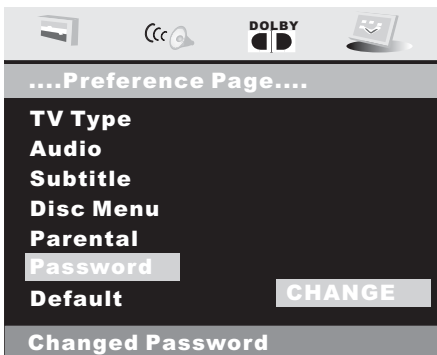 DOLBY
....Preference Page....
TV Type
Audio
Subtitle
Disc Menu
Parental
Password
Default CHANGE
Changed Password